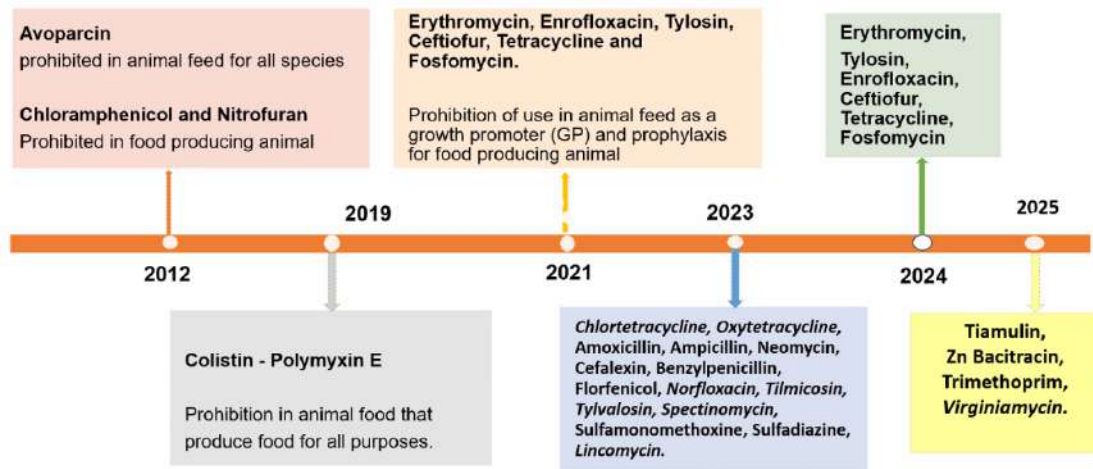 Avoparcin
prohibited in animal feed for all species
Chloramphenicol and Nitrofuran
Prohibited in food producing animal
Erythromycin, Enrofloxacin, Tylosin,
Ceftiofur, Tetracycline and
Fosfomycin.
Prohibition of use in animal feed as a
growth promoter (GP) and prophylaxis
for food producing animal
Erythromycin,
Tylosin,
Enrofloxacin,
Ceftiofur,
Tetracycline,
Fosfomycin
2019
2023
2025
2012
2021
2024
Colistin - Polymyxin E
Prohibition in animal food that
produce food for all purposes.
Chlortetracycline, Oxytetracycline,
Amoxicillin, Ampicillin, Neomycin,
Cefalexin, Benzylpenicillin,
Florfenicol, Norfloxacin, Tilmicosin,
Tylvalosin, Spectinomycin,
Sulfamonomethoxine, Sulfadiazine,
Lincomycin.
Tiamulin,
Zn Bacitracin,
Trimethoprim,
Virginiamycin.